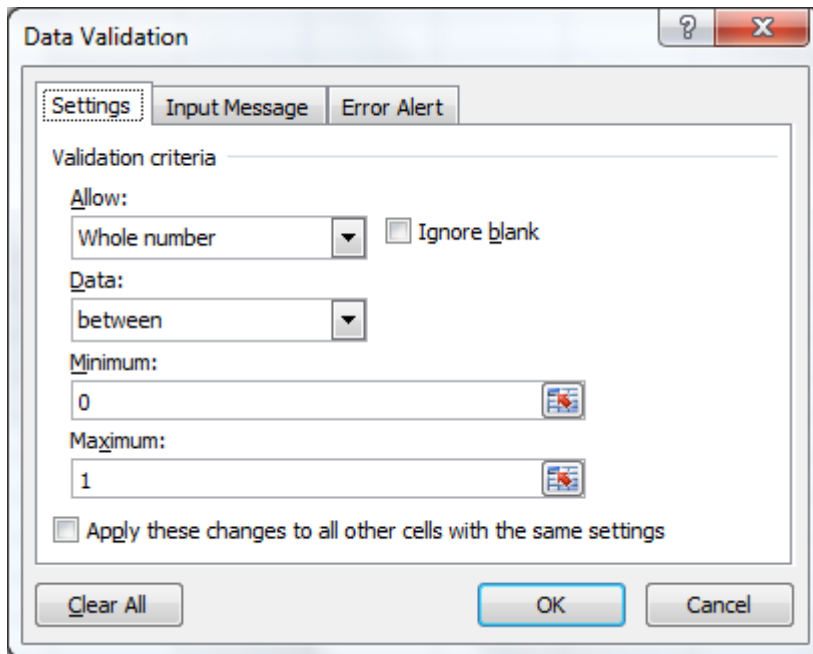 Data Validation
Settings Input Message Error Alert
Validation criteria
Allow:
Whole number Ignore blank
Data:
between
Minimum:
0
Maximum:
1
Apply these changes to all other cells with the same settings
Clear All OK Cancel